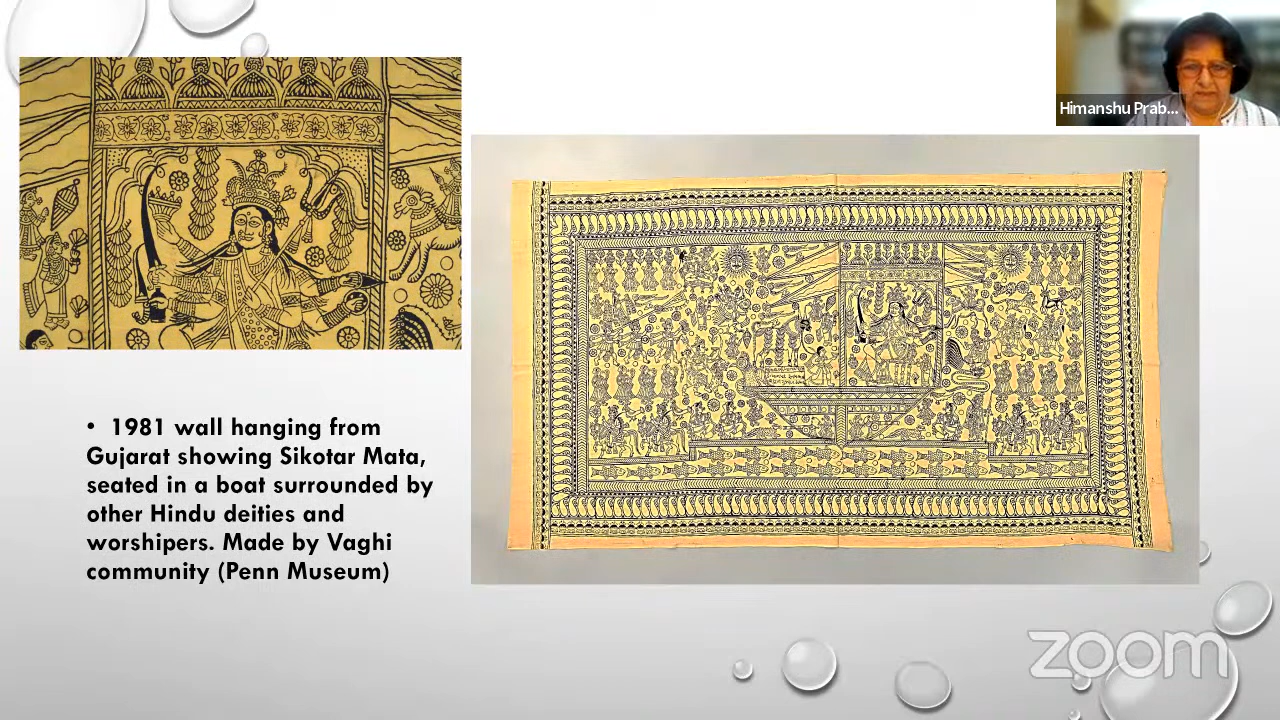 Himanshu Prab...
• 1981 wall hanging from
Gujarat showing Sikotar Mata,
seated in a boat surrounded by
other Hindu deities and
worshipers. Made by Vaghi
community (Penn Museum)
zoom